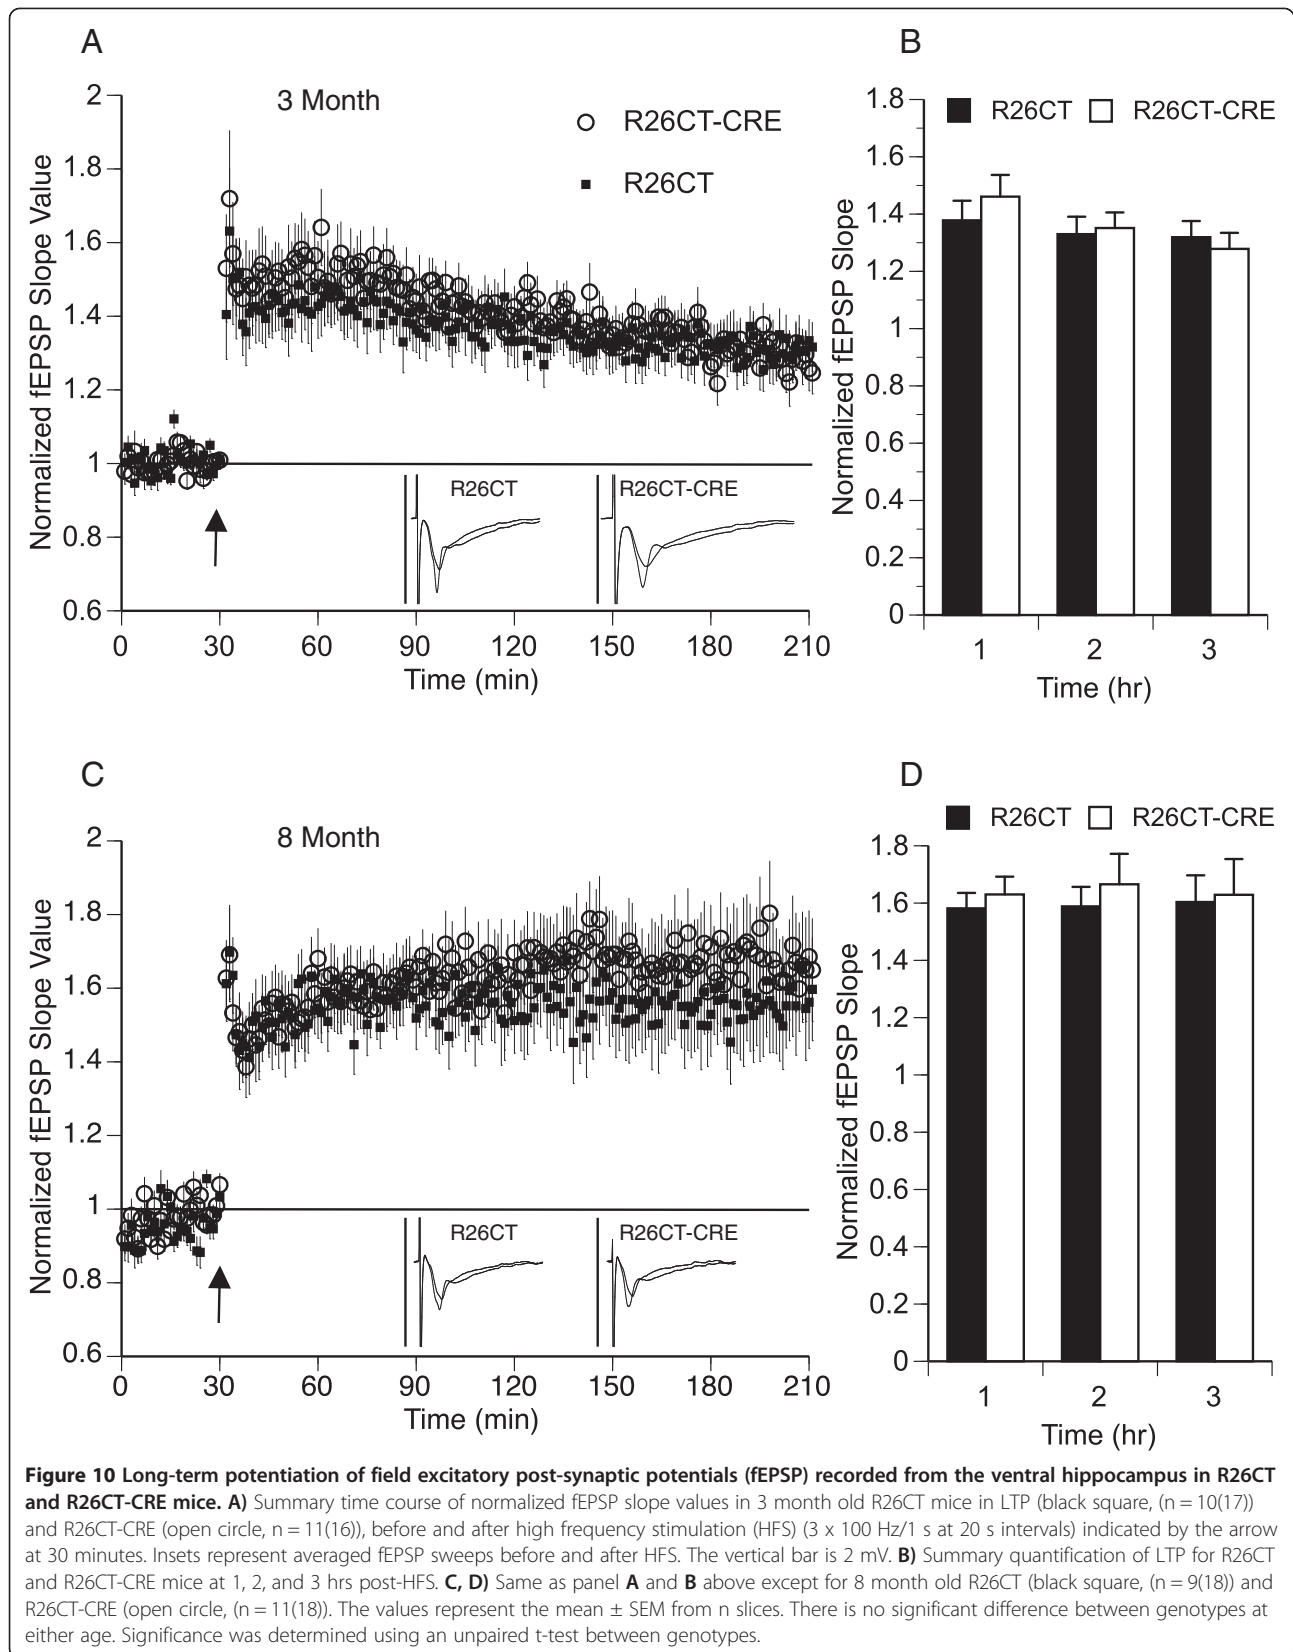 A
3 Month
R26CT-CRE
R26CT
Normalized fEPSP Slope Value
2
1.8
1.6
1.4
1.2
1
0.8
0.6
R26CT
R26CT-CRE
0 30 60 90 120 150 180 210
Time (min)
B
R26CT R26CT-CRE
Normalized fEPSP Slope
1.8
1.6
1.4
1.2
1
0.8
0.6
0.4
0.2
0
1 2 3
Time (hr)
C
8 Month
Normalized fEPSP Slope Value
2
1.8
1.6
1.4
1.2
1
0.8
0.6
R26CT
R26CT-CRE
0 30 60 90 120 150 180 210
Time (min)
D
R26CT R26CT-CRE
Normalized fEPSP Slope
1.8
1.6
1.4
1.2
1
0.8
0.6
0.4
0.2
0
1 2 3
Time (hr)
Figure 10 Long-term potentiation of field excitatory post-synaptic potentials (fEPSP) recorded from the ventral hippocampus in R26CT
and R26CT-CRE mice. A) Summary time course of normalized fEPSP slope values in 3 month old R26CT mice in LTP (black square, (n = 10(17))
and R26CT-CRE (open circle, n = 11(16)), before and after high frequency stimulation (HFS) (3 x 100 Hz/1 s at 20 s intervals) indicated by the arrow
at 30 minutes. Insets represent averaged fEPSP sweeps before and after HFS. The vertical bar is 2 mV. B) Summary quantification of LTP for R26CT
and R26CT-CRE mice at 1, 2, and 3 hrs post-HFS. C, D) Same as panel A and B above except for 8 month old R26CT (black square, (n = 9(18)) and
R26CT-CRE (open circle, (n = 11(18)). The values represent the mean ± SEM from n slices. There is no significant difference between genotypes at
either age. Significance was determined using an unpaired t-test between genotypes.